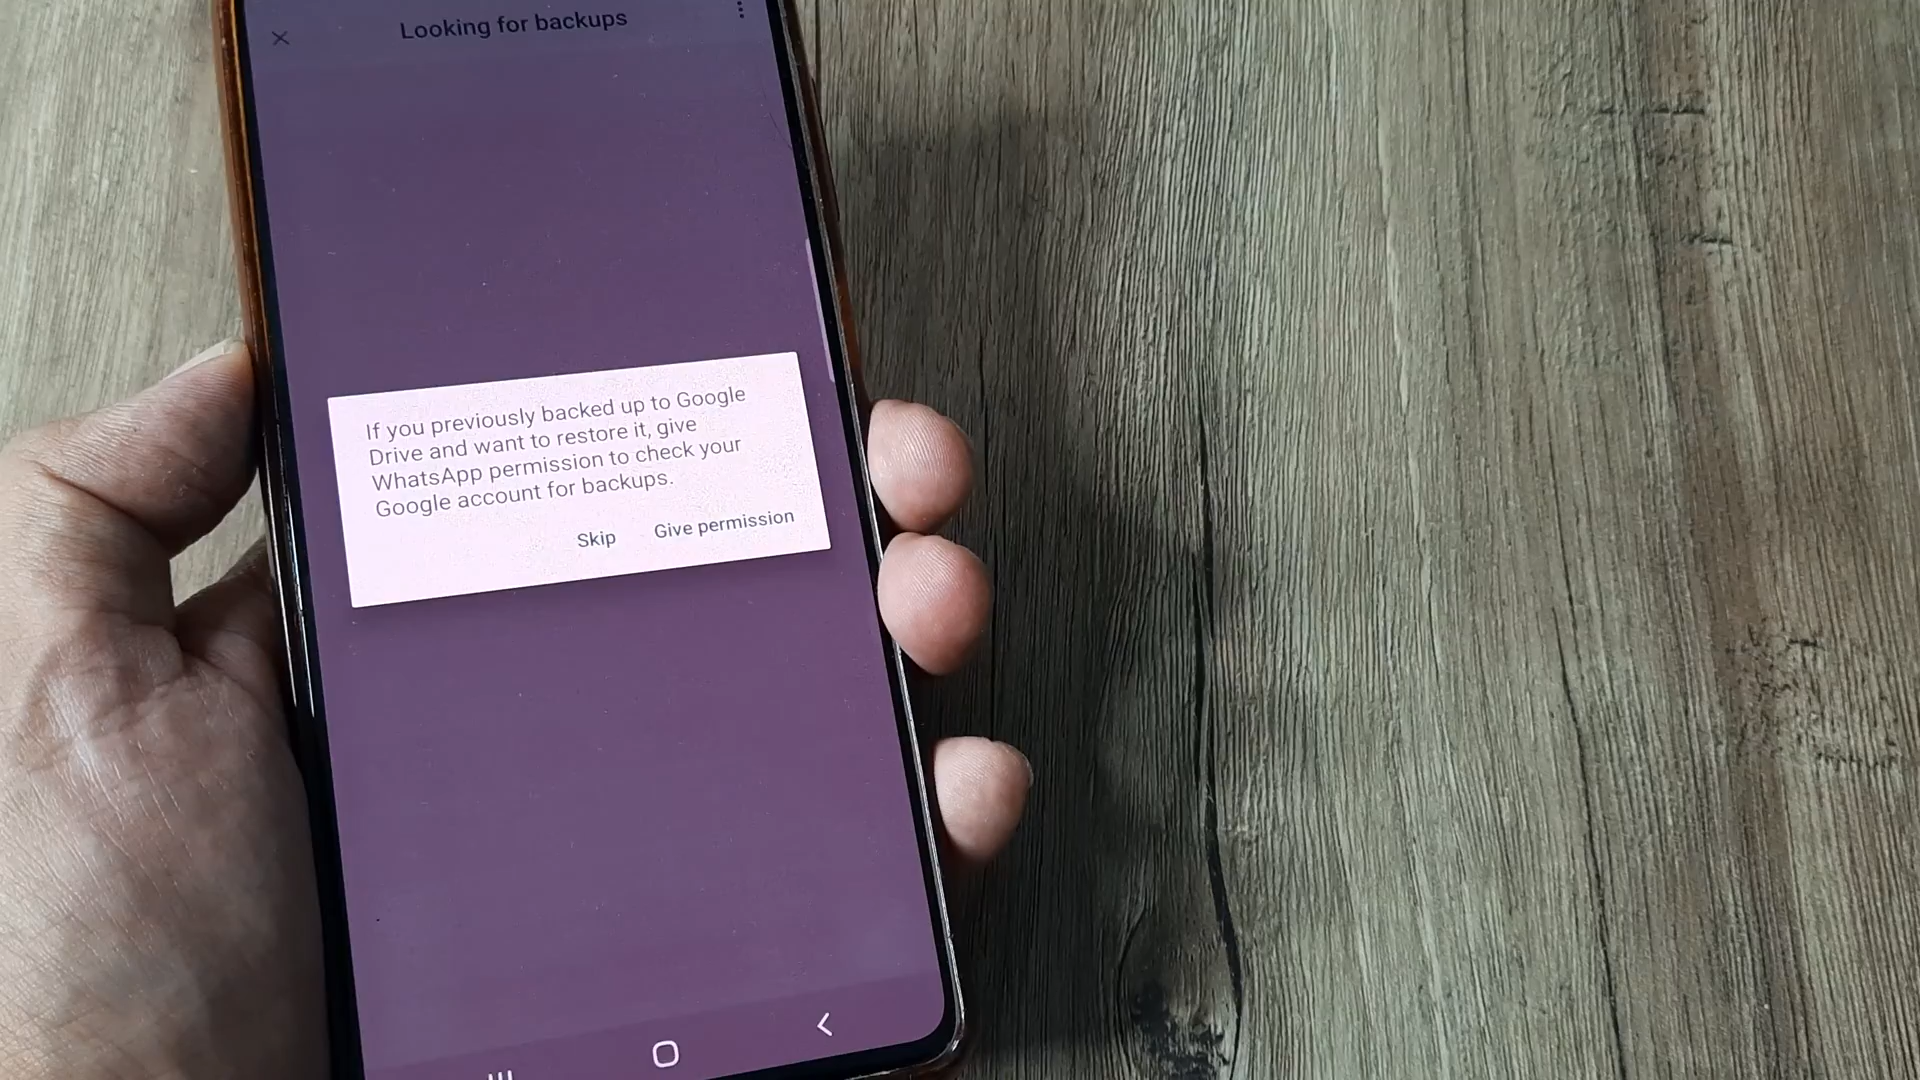 Looking for backups
If you previously backed up to Google
Drive and want to restore it, give
WhatsApp permission to check your
Google account for backups.
Skip Give permission